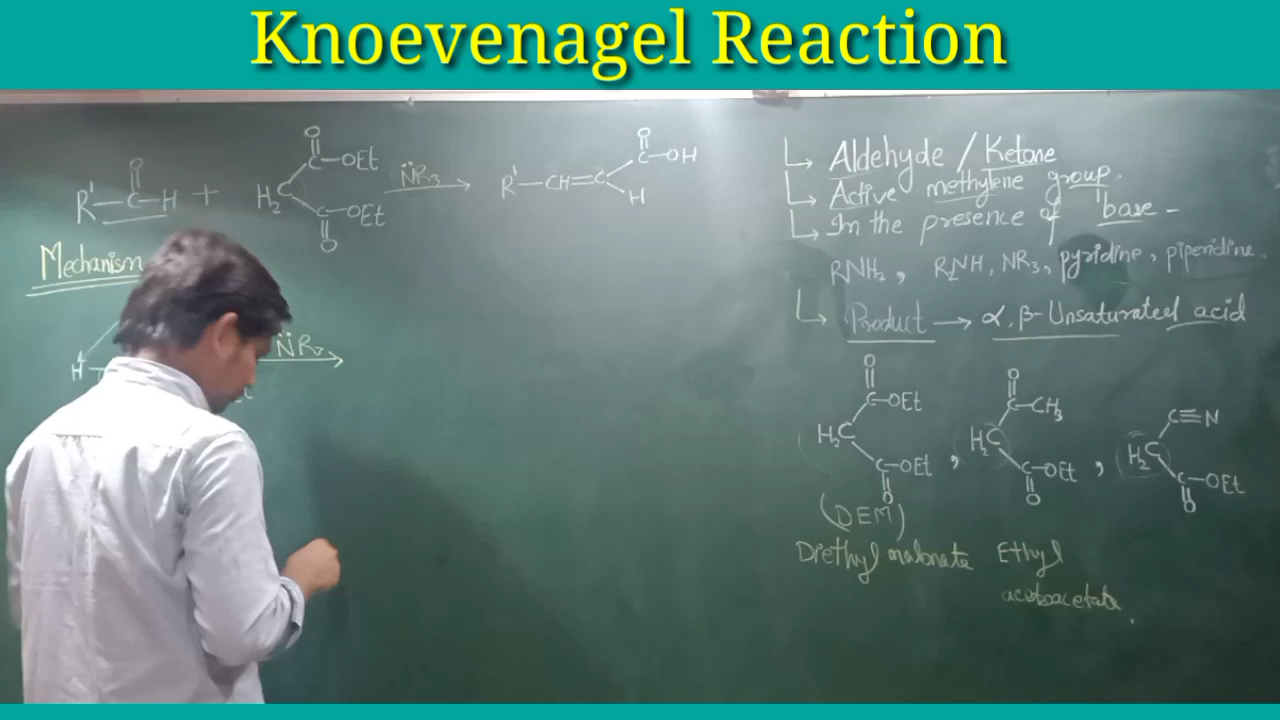 Knoevenagel Reaction
R'—C(=O)—H + H₂C(C(=O)—OEt)(C(=O)—OEt) N̈R₃ → R'—CH=C(C(=O)—OH)(H)
Mechanism
H
N̈R₃ →
↳ Aldehyde / Ketone
↳ Active methylene group.
↳ In the presence of base -
RNH₂, R₂NH, NR₃, pyridine, piperidine.
↳ Product → α, β-Unsaturated acid
H₂C(C(=O)—OEt)(C(=O)—OEt), H₂C(C(=O)—CH₃)(C(=O)—OEt), H₂C(C≡N)(C(=O)—OEt)
(DEM)
Diethyl malonate Ethyl
acetoacetate.